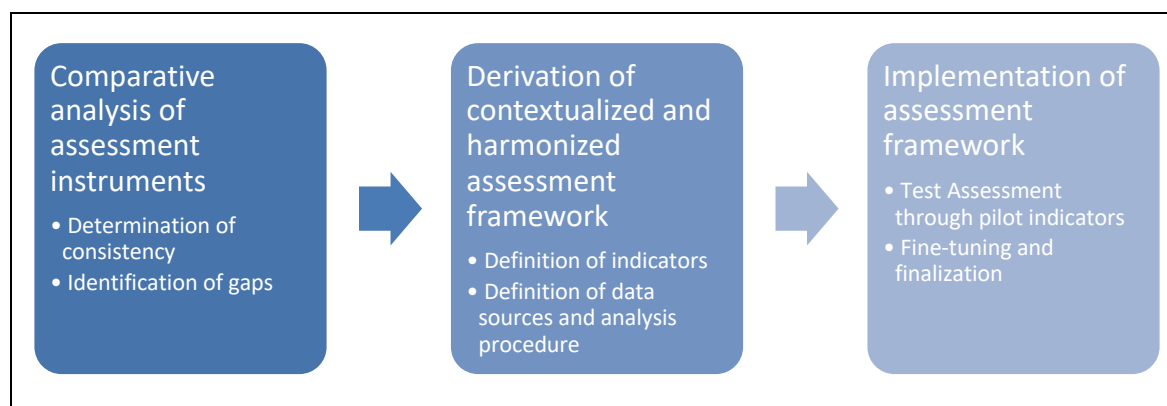 Comparative
analysis of
assessment
instruments
• Determination of
consistency
• Identification of gaps
Derivation of
contextualized and
harmonized
assessment
framework
• Definition of indicators
• Definition of data
sources and analysis
procedure
Implementation of
assessment
framework
• Test Assessment
through pilot indicators
• Fine-tuning and
finalization